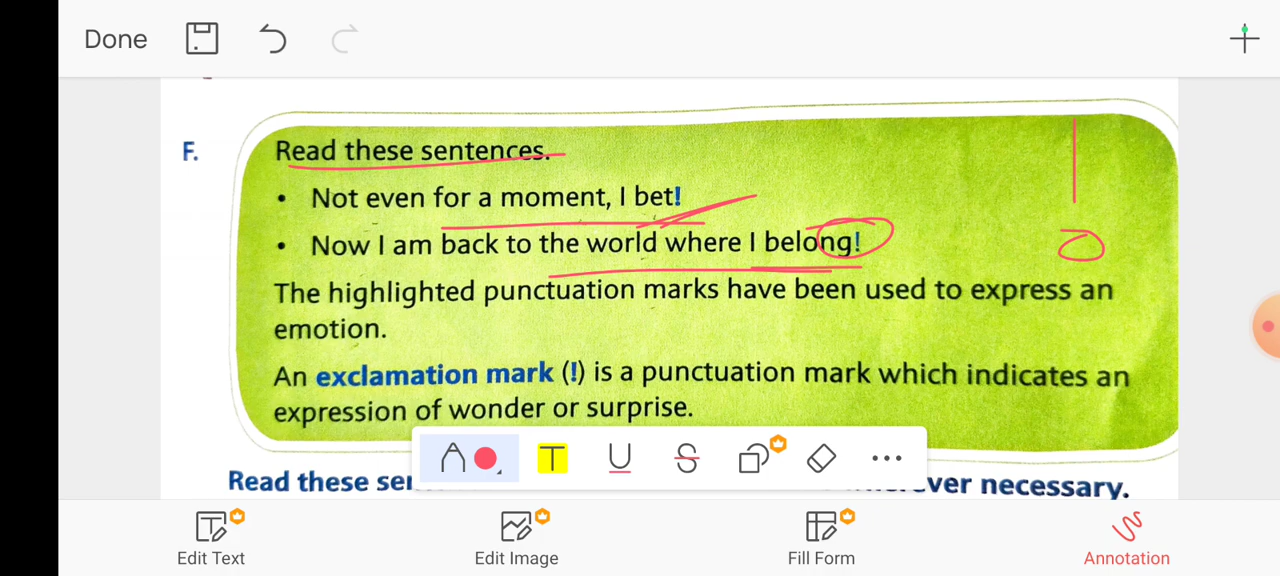 Done
F.
Read these sentences.
• Not even for a moment, I bet!
• Now I am back to the world where I belong!
The highlighted punctuation marks have been used to express an
emotion.
An exclamation mark (!) is a punctuation mark which indicates an
expression of wonder or surprise.
Read these necessary.
T U S
Edit Text Edit Image Fill Form Annotation